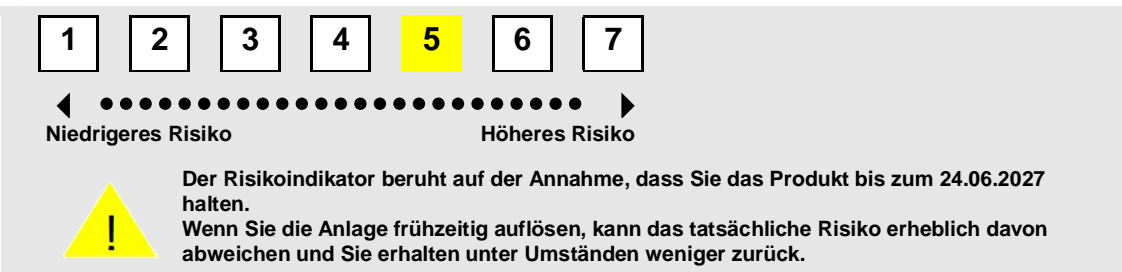 1 2 3 4 5 6 7
Niedrigeres Risiko Höheres Risiko
Der Risikoindikator beruht auf der Annahme, dass Sie das Produkt bis zum 24.06.2027
halten.
Wenn Sie die Anlage frühzeitig auflösen, kann das tatsächliche Risiko erheblich davon
abweichen und Sie erhalten unter Umständen weniger zurück.
!